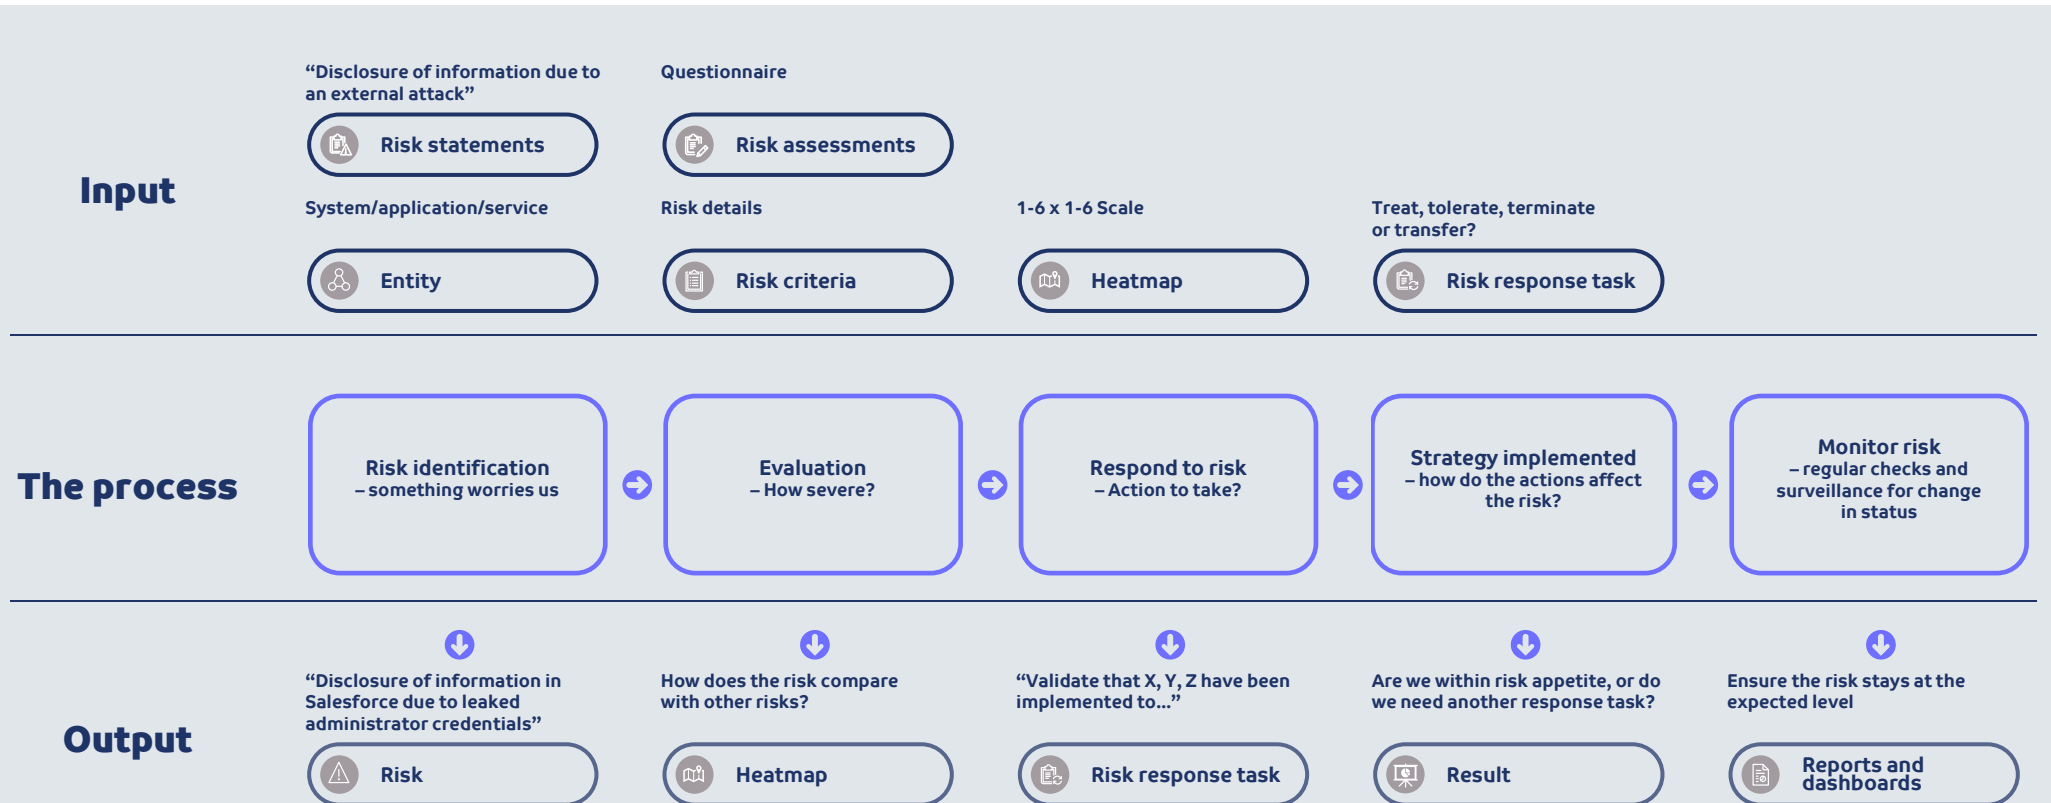 Input
“Disclosure of information due to
an external attack”
Risk statements
Questionnaire
Risk assessments
System/application/service
Entity
Risk details
Risk criteria
1-6 x 1-6 Scale
Heatmap
Treat, tolerate, terminate
or transfer?
Risk response task
The process
Risk identification
– something worries us
Evaluation
– How severe?
Respond to risk
– Action to take?
Strategy implemented
– how do the actions affect
the risk?
Monitor risk
– regular checks and
surveillance for change
in status
Output
“Disclosure of information in
Salesforce due to leaked
administrator credentials”
Risk
How does the risk compare
with other risks?
Heatmap
“Validate that X, Y, Z have been
implemented to...”
Risk response task
Are we within risk appetite, or do
we need another response task?
Result
Ensure the risk stays at the
expected level
Reports and
dashboards